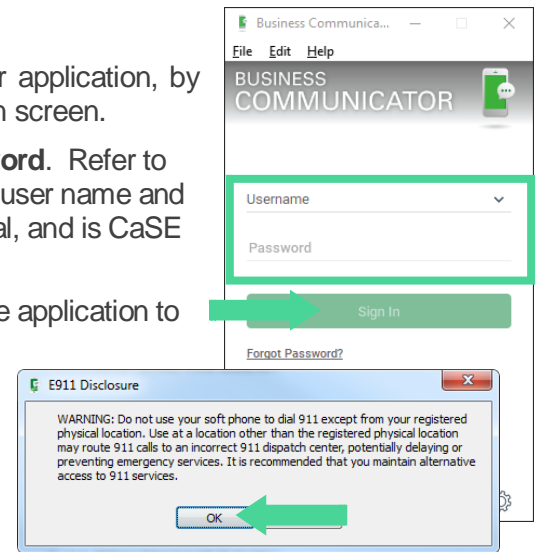 r application, by
n screen.
ord. Refer to
user name and
al, and is CaSE
e application to
Business Communica...
File Edit Help
BUSINESS
COMMUNICATOR
Username
Password
Sign In
Forgot Password?
E911 Disclosure
WARNING: Do not use your soft phone to dial 911 except from your registered
physical location. Use at a location other than the registered physical location
may route 911 calls to an incorrect 911 dispatch center, potentially delaying or
preventing emergency services. It is recommended that you maintain alternative
access to 911 services.
OK